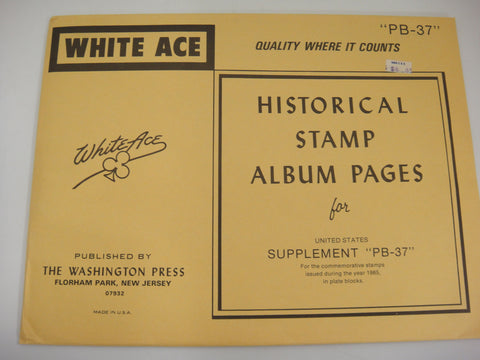 WHITE ACE
"PB-37"
QUALITY WHERE IT COUNTS
White Ace
PUBLISHED BY
THE WASHINGTON PRESS
FLORHAM PARK, NEW JERSEY
07932
MADE IN U.S.A.
HISTORICAL
STAMP
ALBUM PAGES
for
UNITED STATES
SUPPLEMENT "PB-37"
For the commemorative stamps
issued during the year 1985,
in plate blocks.